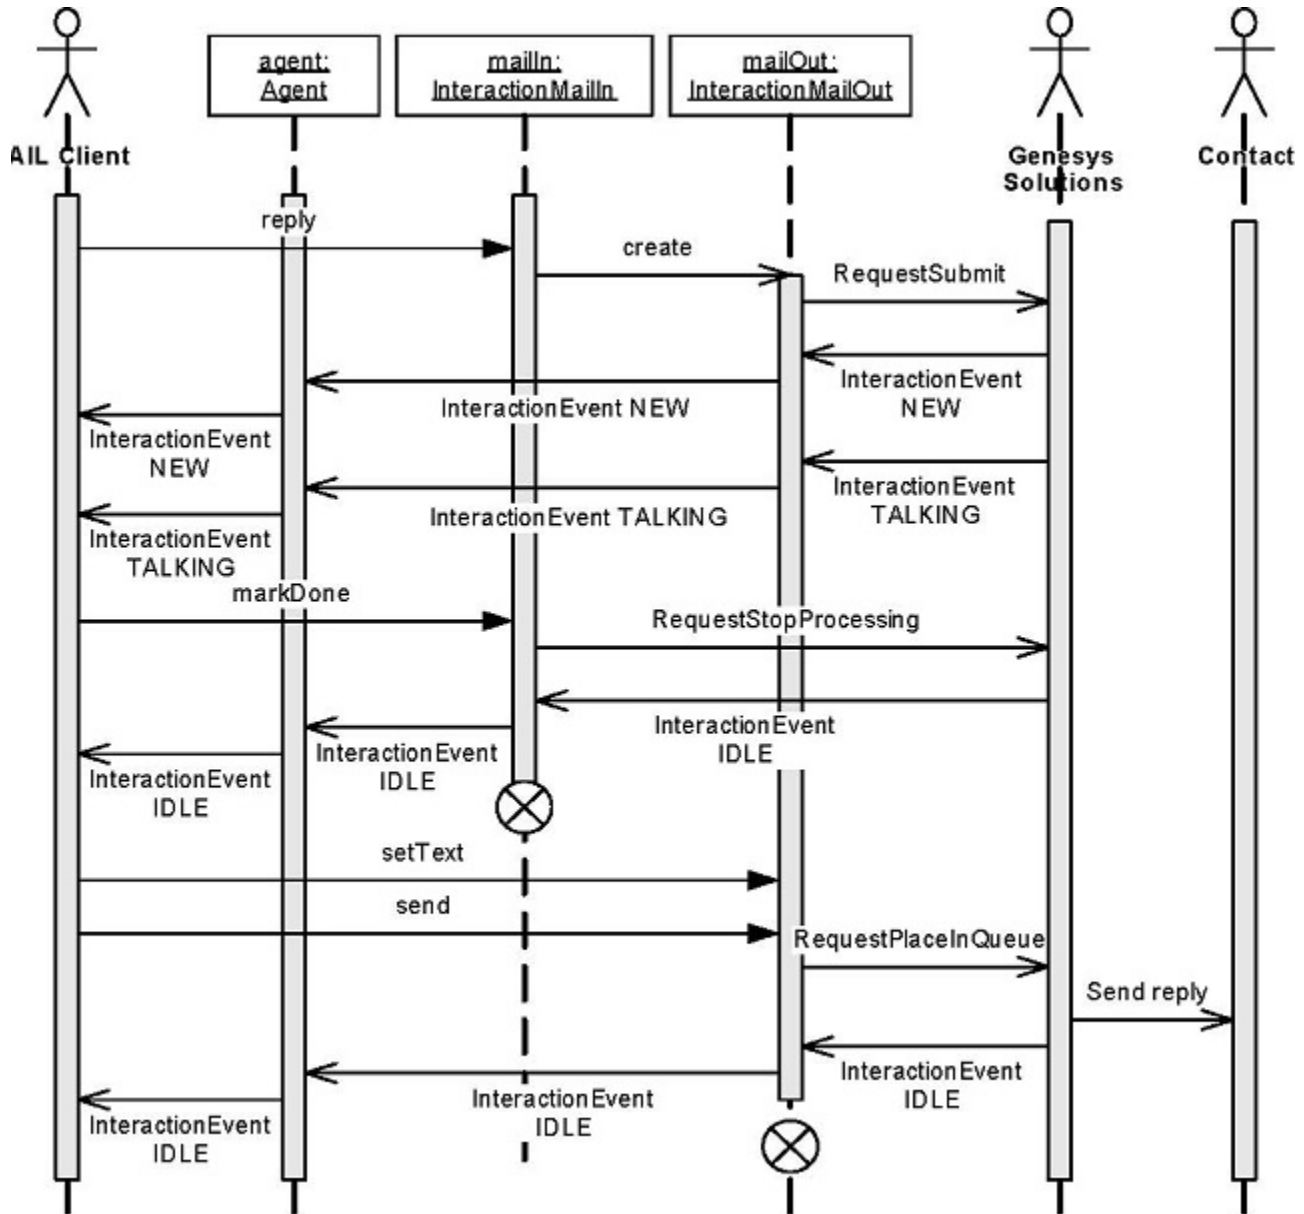 agent:
Agent
mailIn:
InteractionMailIn
mailOut:
InteractionMailOut
AIL Client
Genesys
Solutions
Contact
reply
create
RequestSubmit
InteractionEvent
NEW
InteractionEvent NEW
InteractionEvent
NEW
InteractionEvent
TALKING
InteractionEvent TALKING
InteractionEvent
TALKING
markDone
RequestStopProcessing
InteractionEvent
IDLE
InteractionEvent
IDLE
InteractionEvent
IDLE
setText
send
RequestPlaceInQueue
Send reply
InteractionEvent
IDLE
InteractionEvent
IDLE
InteractionEvent
IDLE